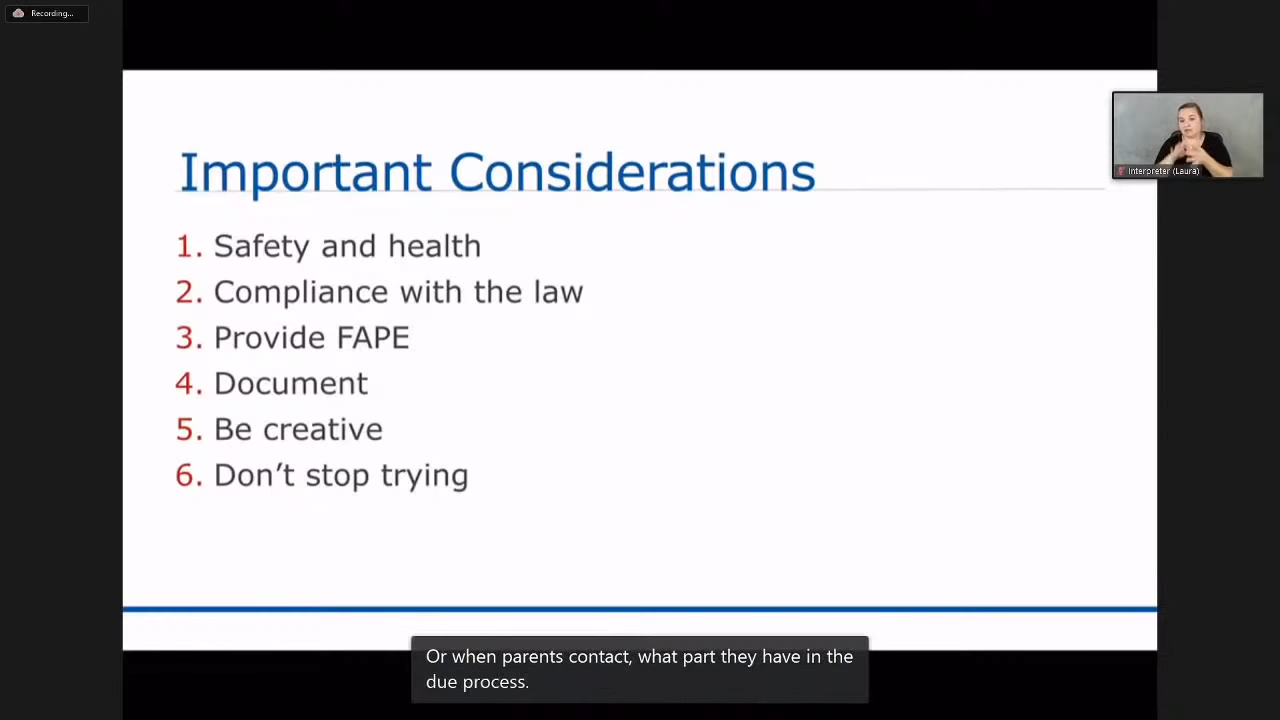 Recording...
Important Considerations
1. Safety and health
2. Compliance with the law
3. Provide FAPE
4. Document
5. Be creative
6. Don’t stop trying
Interpreter (Laura)
Or when parents contact, what part they have in the
due process.